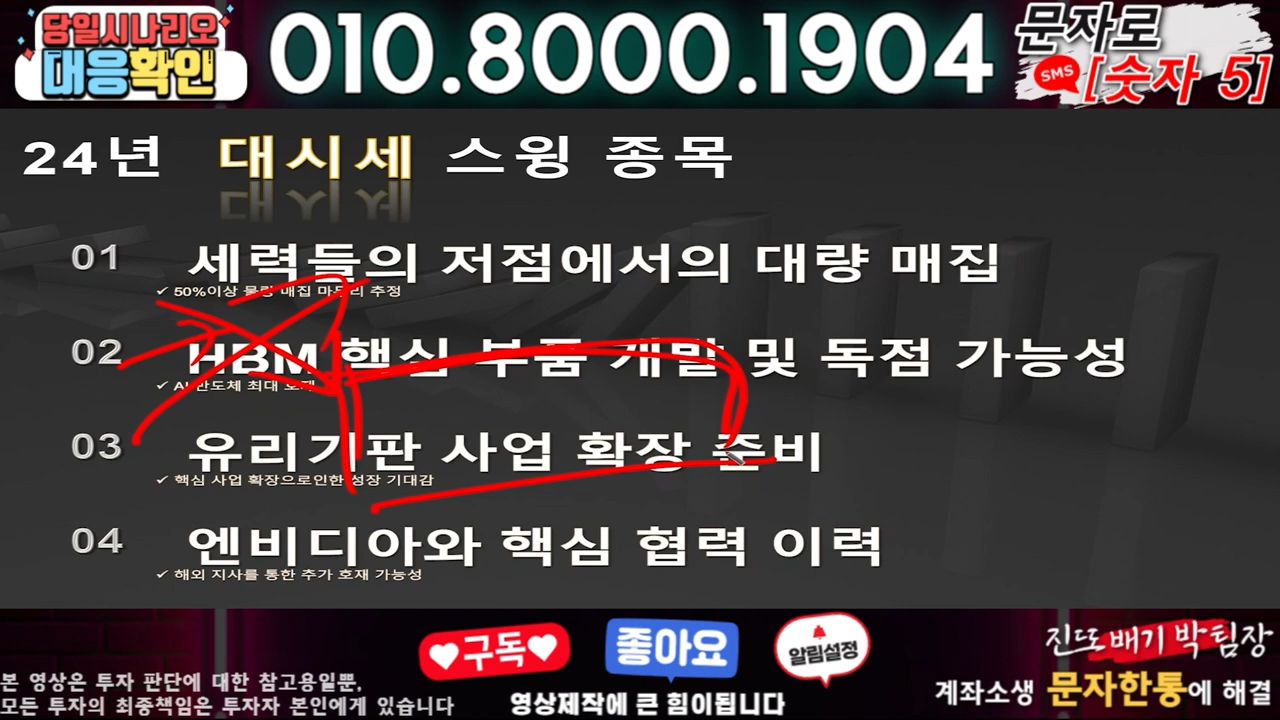 당일시나리오
대응확인
010.8000.1904
문자로
SMS [숫자 5]
24년 대시세 스윙 종목
01 세력들의 저점에서의 대량 매집
✓ 50%이상 물량 매집 마무리 추정
02 HBM 핵심 부품 개발 및 독점 가능성
✓ AI 반도체 최대
03 유리기판 사업 확장 준비
✓ 핵심 사업 확장으로인한 성장 기대감
04 엔비디아와 핵심 협력 이력
✓ 해외 지사를 통한 추가 호재 가능성
구독
좋아요
알림설정
영상제작에 큰 힘이됩니다
본 영상은 투자 판단에 대한 참고용일뿐,
모든 투자의 최종책임은 투자자 본인에게 있습니다
진또배기 박팀장
계좌소생 문자한통에 해결